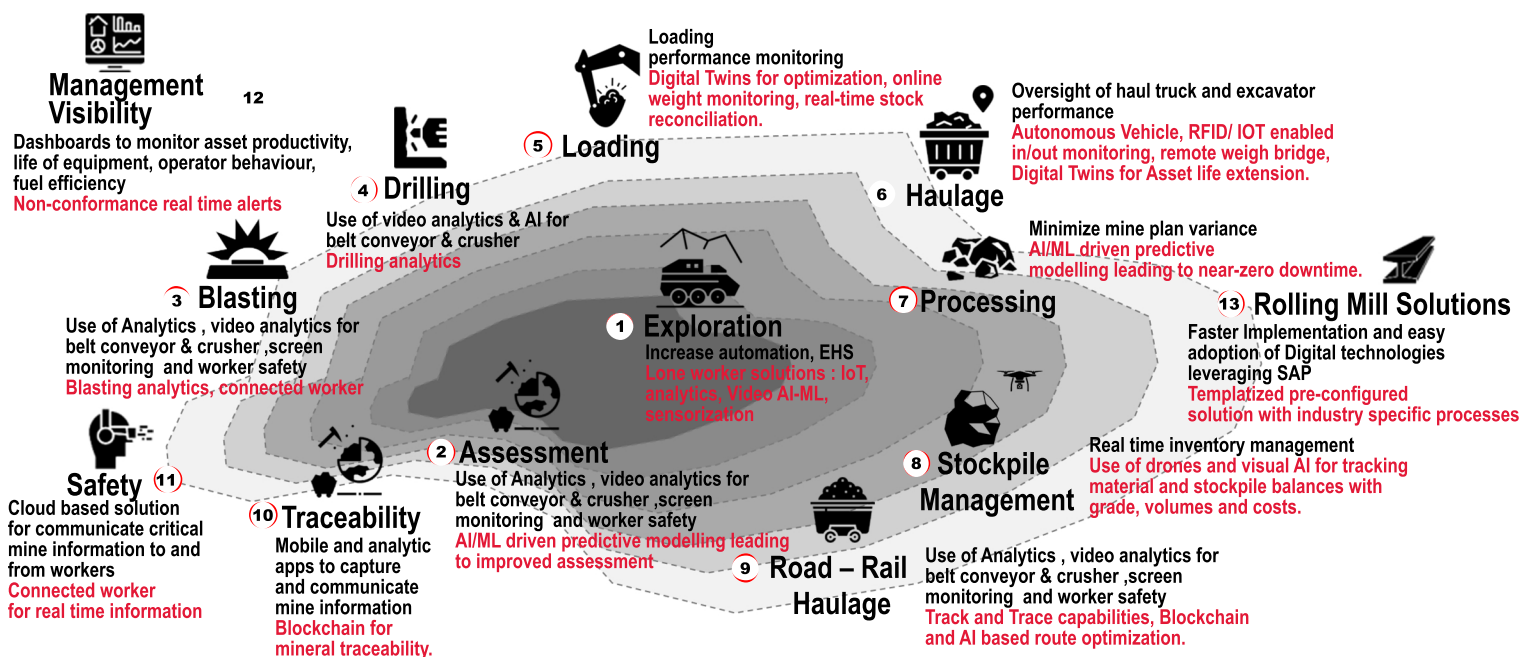 Management
Visibility
12
Dashboards to monitor asset productivity,
life of equipment, operator behaviour,
fuel efficiency
Non-conformance real time alerts
Loading
performance monitoring
Digital Twins for optimization, online
weight monitoring, real-time stock
reconciliation.
5 Loading
Oversight of haul truck and excavator
performance
Autonomous Vehicle, RFID/ IOT enabled
in/out monitoring, remote weigh bridge,
Digital Twins for Asset life extension.
6 Haulage
4 Drilling
Use of video analytics & AI for
belt conveyor & crusher
Drilling analytics
3 Blasting
Use of Analytics , video analytics for
belt conveyor & crusher ,screen
monitoring and worker safety
Blasting analytics, connected worker
1 Exploration
Increase automation, EHS
Lone worker solutions : IoT,
analytics, Video AI-ML,
sensorization
Minimize mine plan variance
AI/ML driven predictive
modelling leading to near-zero downtime.
7 Processing
13 Rolling Mill Solutions
Faster Implementation and easy
adoption of Digital technologies
leveraging SAP
Templatized pre-configured
solution with industry specific processes
2 Assessment
Use of Analytics , video analytics for
belt conveyor & crusher ,screen
monitoring and worker safety
AI/ML driven predictive modelling leading
to improved assessment
8 Stockpile
Management
Real time inventory management
Use of drones and visual AI for tracking
material and stockpile balances with
grade, volumes and costs.
Safety 11
Cloud based solution
for communicate critical
mine information to and
from workers
Connected worker
for real time information
10 Traceability
Mobile and analytic
apps to capture
and communicate
mine information
Blockchain for
mineral traceability.
9 Road – Rail
Haulage
Use of Analytics , video analytics for
belt conveyor & crusher ,screen
monitoring and worker safety
Track and Trace capabilities, Blockchain
and AI based route optimization.